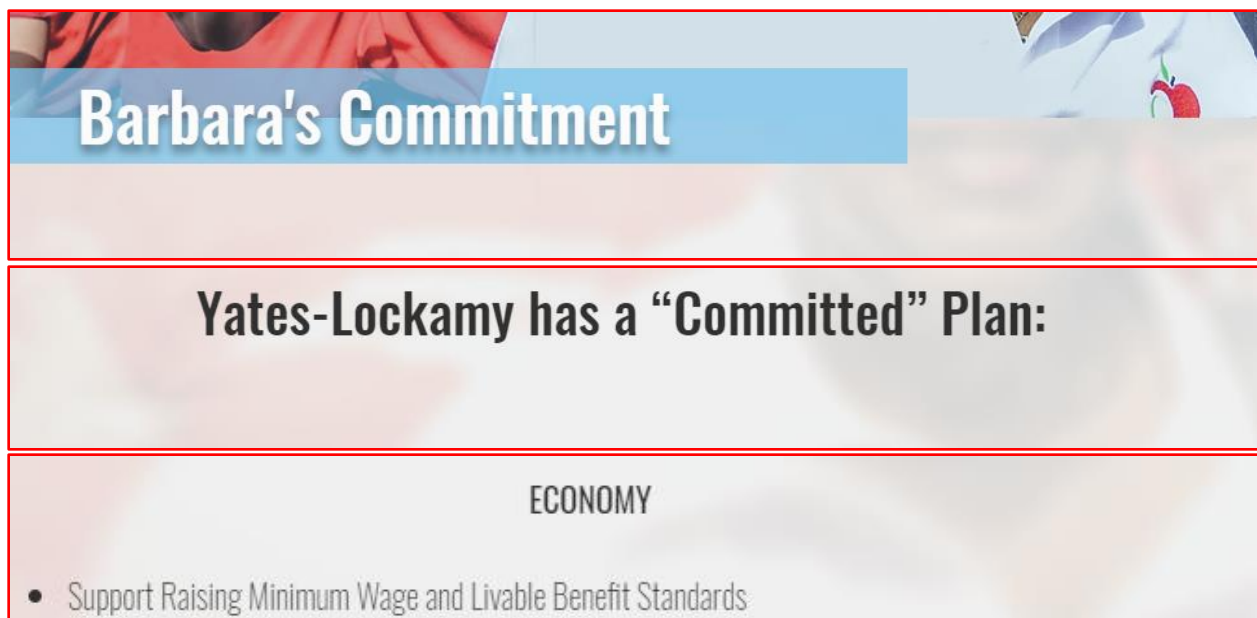 Barbara's Commitment
Yates-Lockamy has a “Committed” Plan:
ECONOMY
• Support Raising Minimum Wage and Livable Benefit Standards